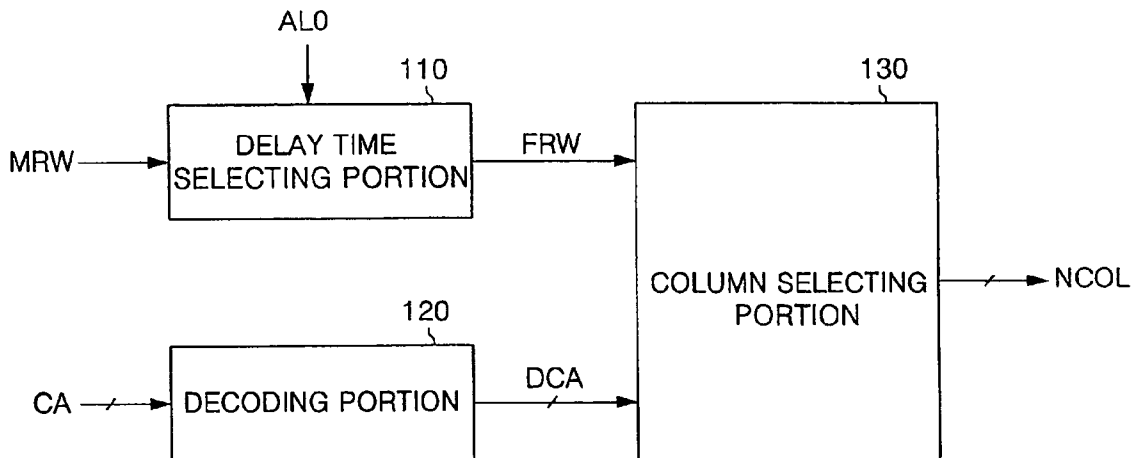 AL0
110
130
MRW
DELAY TIME
SELECTING PORTION
FRW
COLUMN SELECTING
PORTION
NCOL
120
CA
DECODING PORTION
DCA